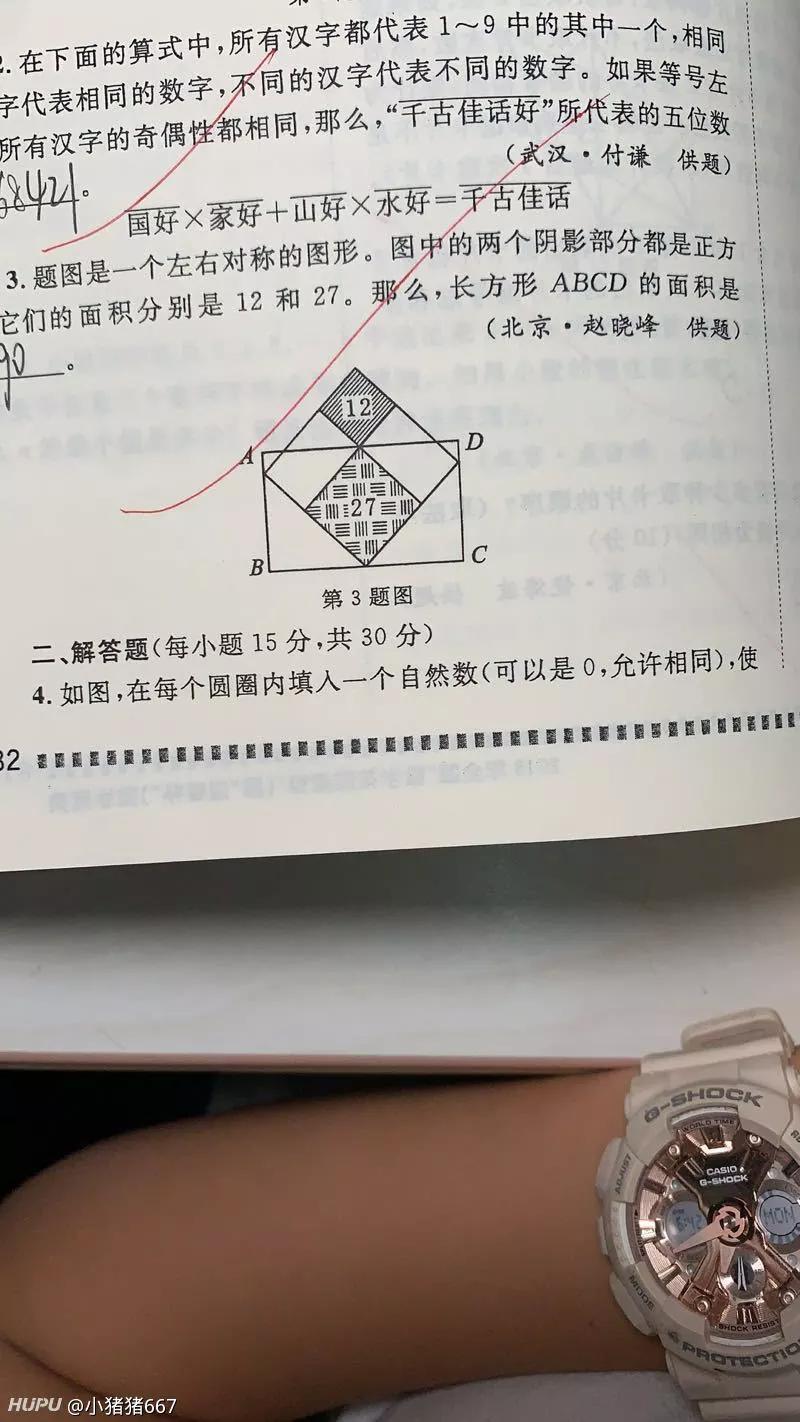 2. 在下面的算式中,所有汉字都代表 1～9 中的其中一个,相同
字代表相同的数字,不同的汉字代表不同的数字。如果等号左
所有汉字的奇偶性都相同,那么,“千古佳话好”所代表的五位数
68421。
(武汉·付谦 供题)
国好×家好+山好×水好=千古佳话
3. 题图是一个左右对称的图形。图中的两个阴影部分都是正方
它们的面积分别是 12 和 27。那么,长方形 ABCD 的面积是
90。
(北京·赵晓峰 供题)
12
A
D
27
B
C
第 3 题图
二、解答题(每小题 15 分,共 30 分)
4. 如图,在每个圆圈内填入一个自然数(可以是 0,允许相同),使
32
G-SHOCK
WORLD TIME
ADJUST
CASIO
G-SHOCK
MON
MODE
SHOCK RESIST
PROTECTION
HUPU @小猪猪667